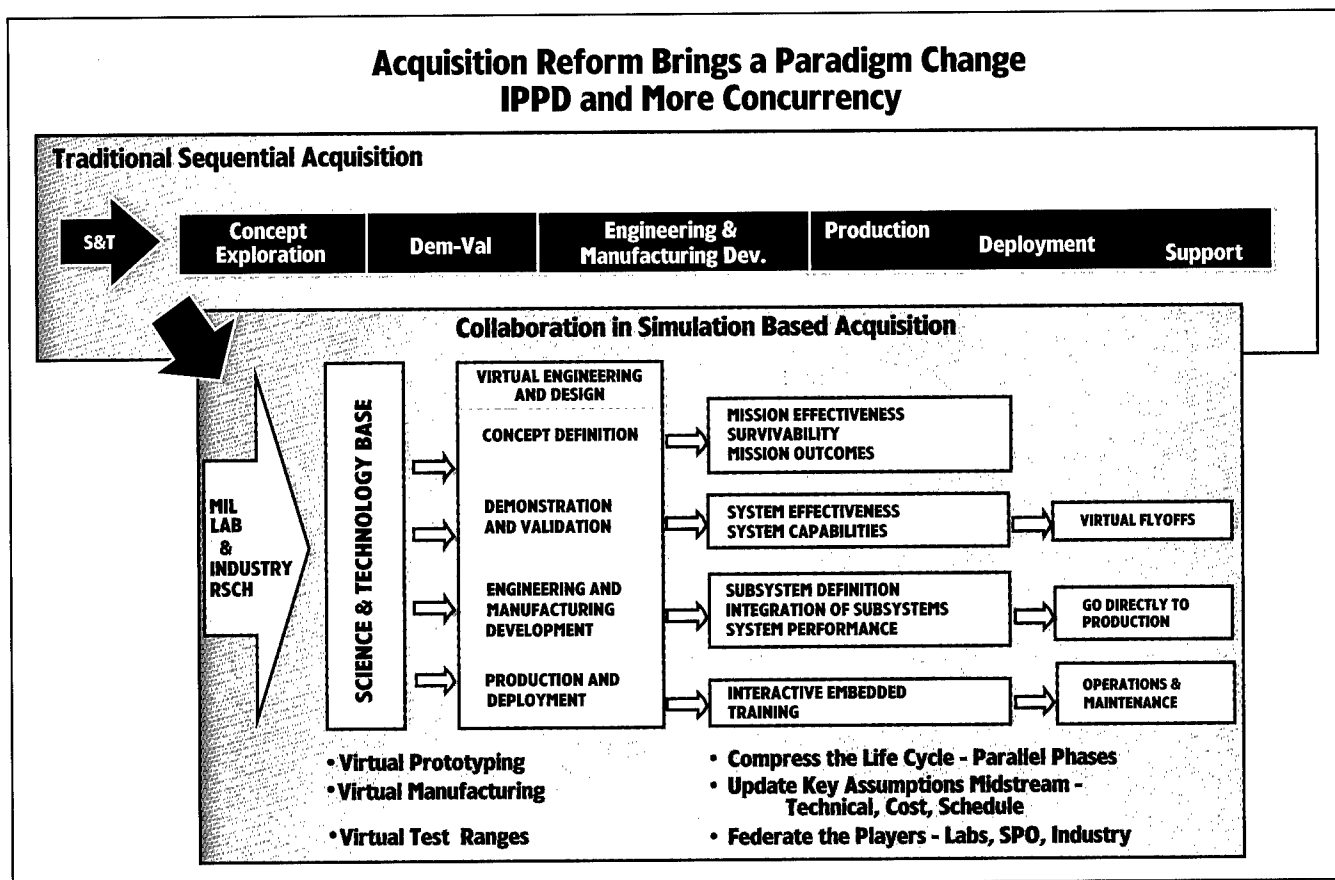 Acquisition Reform Brings a Paradigm Change
IPPD and More Concurrency
Traditional Sequential Acquisition
S&T
Concept
Exploration
Dem-Val
Engineering &
Manufacturing Dev.
Production
Deployment
Support
Collaboration in Simulation Based Acquisition
MIL
LAB
&
INDUSTRY
RSCH
SCIENCE & TECHNOLOGY BASE
VIRTUAL ENGINEERING
AND DESIGN
CONCEPT DEFINITION
DEMONSTRATION
AND VALIDATION
ENGINEERING AND
MANUFACTURING
DEVELOPMENT
PRODUCTION AND
DEPLOYMENT
MISSION EFFECTIVENESS
SURVIVABILITY
MISSION OUTCOMES
SYSTEM EFFECTIVENESS
SYSTEM CAPABILITIES
VIRTUAL FLYOFFS
SUBSYSTEM DEFINITION
INTEGRATION OF SUBSYSTEMS
SYSTEM PERFORMANCE
GO DIRECTLY TO
PRODUCTION
INTERACTIVE EMBEDDED
TRAINING
OPERATIONS &
MAINTENANCE
• Virtual Prototyping
• Virtual Manufacturing
• Virtual Test Ranges
• Compress the Life Cycle - Parallel Phases
• Update Key Assumptions Midstream -
Technical, Cost, Schedule
• Federate the Players - Labs, SPO, Industry